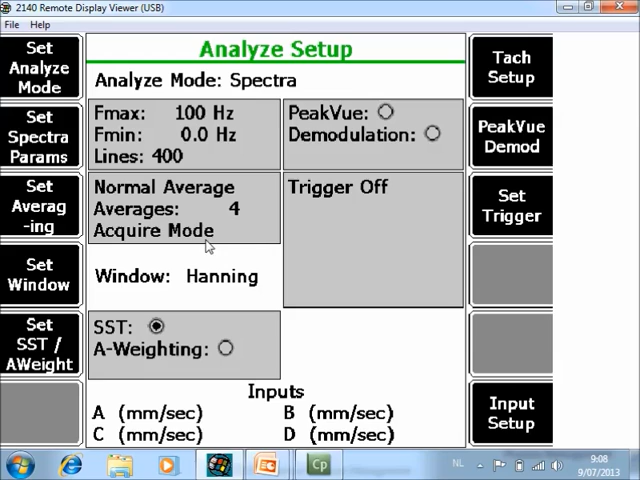 2140 Remote Display Viewer (USB)
File Help
Set
Analyze
Mode
Set
Spectra
Params
Set
Averag
-ing
Set
Window
Set
SST /
AWeight
Analyze Setup
Analyze Mode: Spectra
Fmax: 100 Hz
Fmin: 0.0 Hz
Lines: 400
PeakVue:
Demodulation:
Normal Average
Averages: 4
Acquire Mode
Trigger Off
Window: Hanning
SST:
A-Weighting:
Inputs
A (mm/sec) B (mm/sec)
C (mm/sec) D (mm/sec)
Tach
Setup
PeakVue
Demod
Set
Trigger
Input
Setup
Cp
NL
9:08
9/07/2013